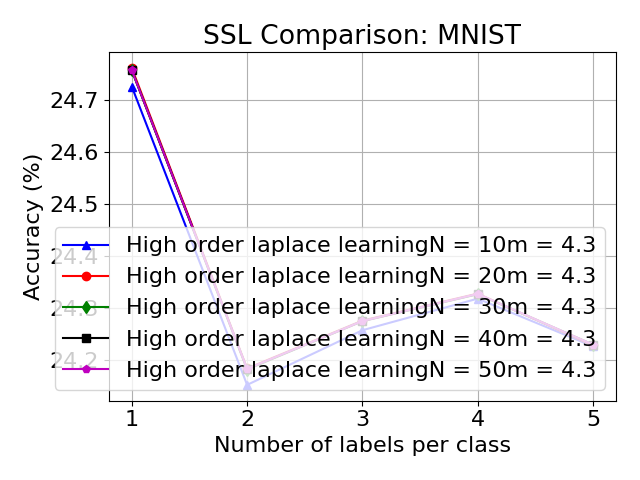 SSL Comparison: MNIST
Accuracy (%)
24.7
24.6
24.5
24.4
24.3
24.2
High order laplace learningN = 10m = 4.3
High order laplace learningN = 20m = 4.3
High order laplace learningN = 30m = 4.3
High order laplace learningN = 40m = 4.3
High order laplace learningN = 50m = 4.3
1 2 3 4 5
Number of labels per class